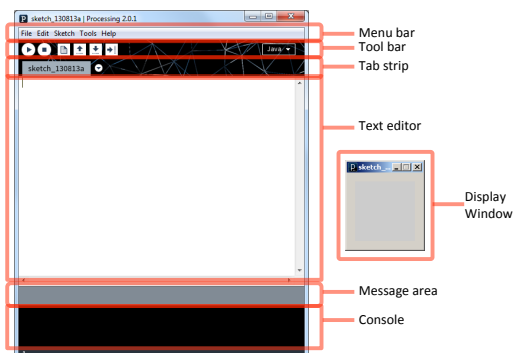 sketch_130813a | Processing 2.0.1
File Edit Sketch Tools Help
Menu bar
Java
Tool bar
sketch_130813a
Tab strip
Text editor
sketch_...
Display
Window
Message area
Console